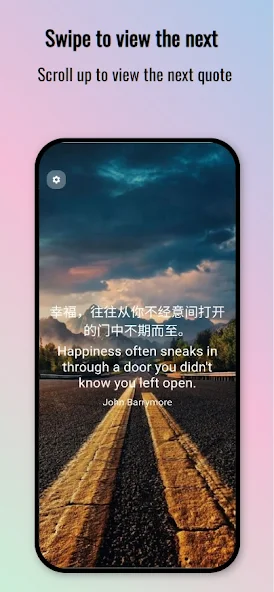 Swipe to view the next
Scroll up to view the next quote
幸福，往往从你不经意间打开
的门中不期而至。
Happiness often sneaks in
through a door you didn't
know you left open.
John Barrymore